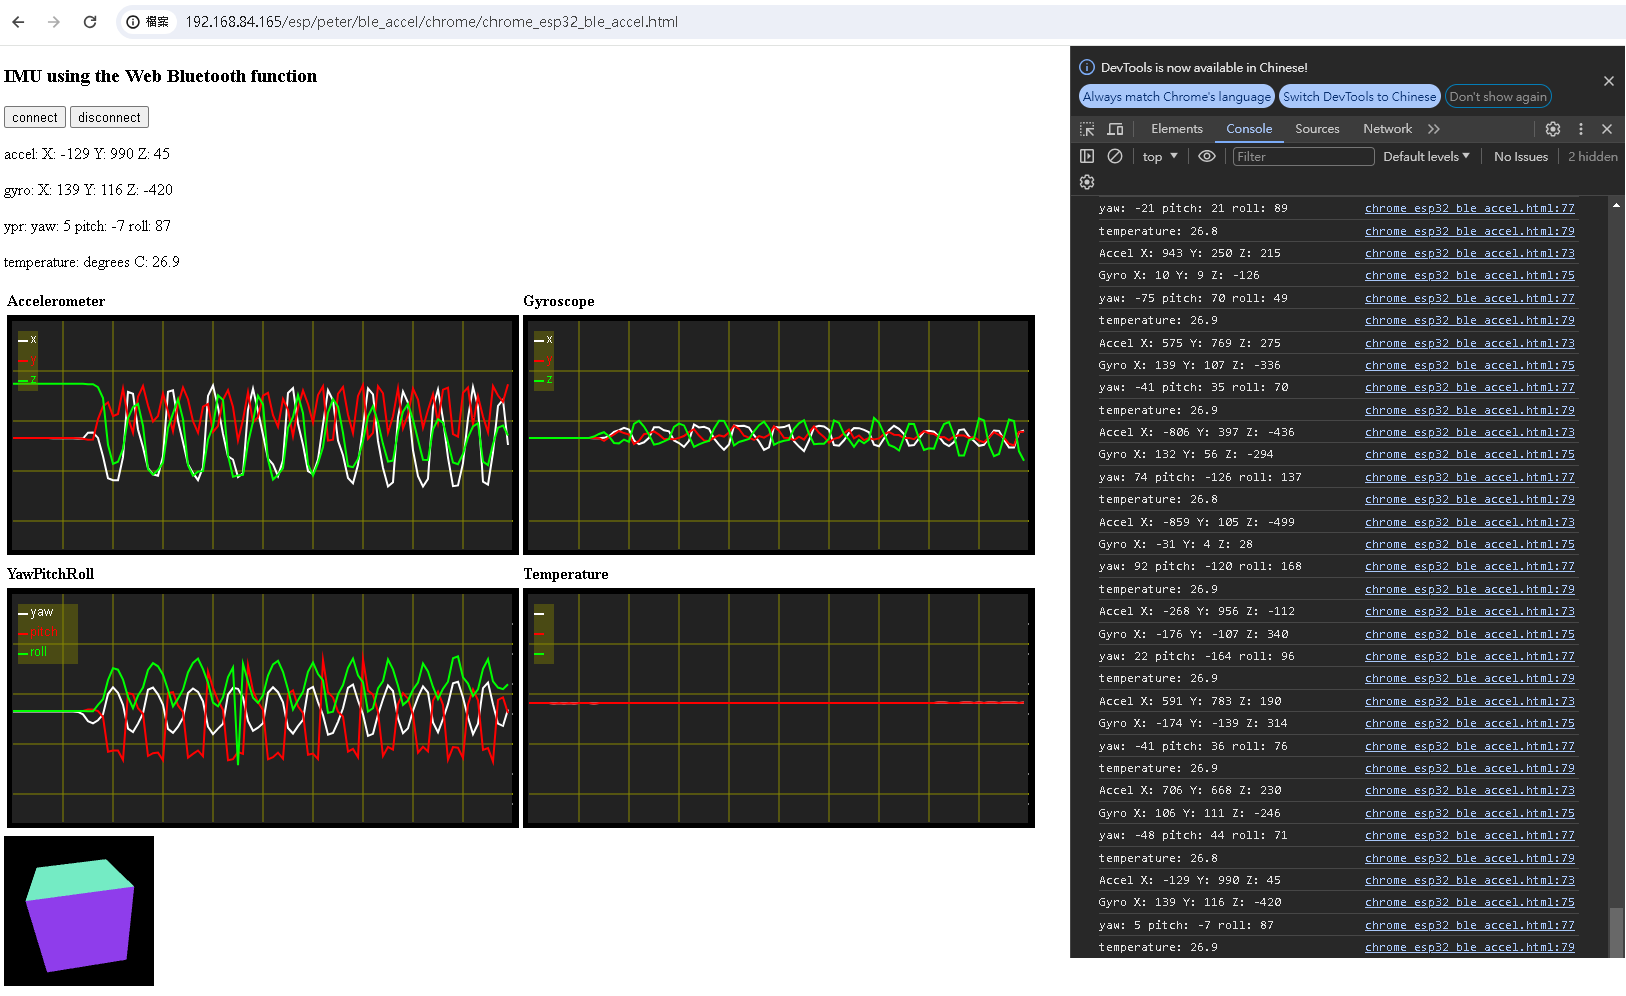 檔案 192.168.84.165/esp/peter/ble_accel/chrome/chrome_esp32_ble_accel.html
IMU using the Web Bluetooth function
connect disconnect
accel: X: -129 Y: 990 Z: 45
gyro: X: 139 Y: 116 Z: -420
ypr: yaw: 5 pitch: -7 roll: 87
temperature: degrees C: 26.9
Accelerometer
x
z
Gyroscope
x
z
YawPitchRoll
yaw
pitch
roll
Temperature
DevTools is now available in Chinese!
Always match Chrome's language Switch DevTools to Chinese Don't show again
Elements Console Sources Network
top Filter Default levels No Issues 2 hidden
yaw: -21 pitch: 21 roll: 89 chrome_esp32_ble_accel.html:77
temperature: 26.8 chrome_esp32_ble_accel.html:79
Accel X: 943 Y: 250 Z: 215 chrome_esp32_ble_accel.html:73
Gyro X: 10 Y: 9 Z: -126 chrome_esp32_ble_accel.html:75
yaw: -75 pitch: 70 roll: 49 chrome_esp32_ble_accel.html:77
temperature: 26.9 chrome_esp32_ble_accel.html:79
Accel X: 575 Y: 769 Z: 275 chrome_esp32_ble_accel.html:73
Gyro X: 139 Y: 107 Z: -336 chrome_esp32_ble_accel.html:75
yaw: -41 pitch: 35 roll: 70 chrome_esp32_ble_accel.html:77
temperature: 26.9 chrome_esp32_ble_accel.html:79
Accel X: -806 Y: 397 Z: -436 chrome_esp32_ble_accel.html:73
Gyro X: 132 Y: 56 Z: -294 chrome_esp32_ble_accel.html:75
yaw: 74 pitch: -126 roll: 137 chrome_esp32_ble_accel.html:77
temperature: 26.8 chrome_esp32_ble_accel.html:79
Accel X: -859 Y: 105 Z: -499 chrome_esp32_ble_accel.html:73
Gyro X: -31 Y: 4 Z: 28 chrome_esp32_ble_accel.html:75
yaw: 92 pitch: -120 roll: 168 chrome_esp32_ble_accel.html:77
temperature: 26.9 chrome_esp32_ble_accel.html:79
Accel X: -268 Y: 956 Z: -112 chrome_esp32_ble_accel.html:73
Gyro X: -176 Y: -107 Z: 340 chrome_esp32_ble_accel.html:75
yaw: 22 pitch: -164 roll: 96 chrome_esp32_ble_accel.html:77
temperature: 26.9 chrome_esp32_ble_accel.html:79
Accel X: 591 Y: 783 Z: 190 chrome_esp32_ble_accel.html:73
Gyro X: -174 Y: -139 Z: 314 chrome_esp32_ble_accel.html:75
yaw: -41 pitch: 36 roll: 76 chrome_esp32_ble_accel.html:77
temperature: 26.9 chrome_esp32_ble_accel.html:79
Accel X: 706 Y: 668 Z: 230 chrome_esp32_ble_accel.html:73
Gyro X: 106 Y: 111 Z: -246 chrome_esp32_ble_accel.html:75
yaw: -48 pitch: 44 roll: 71 chrome_esp32_ble_accel.html:77
temperature: 26.8 chrome_esp32_ble_accel.html:79
Accel X: -129 Y: 990 Z: 45 chrome_esp32_ble_accel.html:73
Gyro X: 139 Y: 116 Z: -420 chrome_esp32_ble_accel.html:75
yaw: 5 pitch: -7 roll: 87 chrome_esp32_ble_accel.html:77
temperature: 26.9 chrome_esp32_ble_accel.html:79